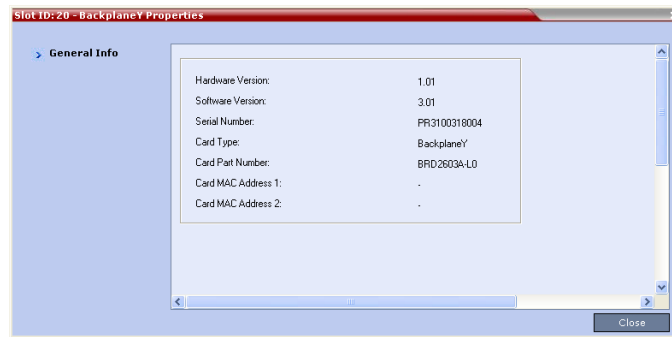 Slot ID: 20 - BackplaneY Properties
General Info
Hardware Version: 1.01
Software Version: 3.01
Serial Number: PR3100318004
Card Type: BackplaneY
Card Part Number: BRD2603A-L0
Card MAC Address 1: -
Card MAC Address 2: -
Close